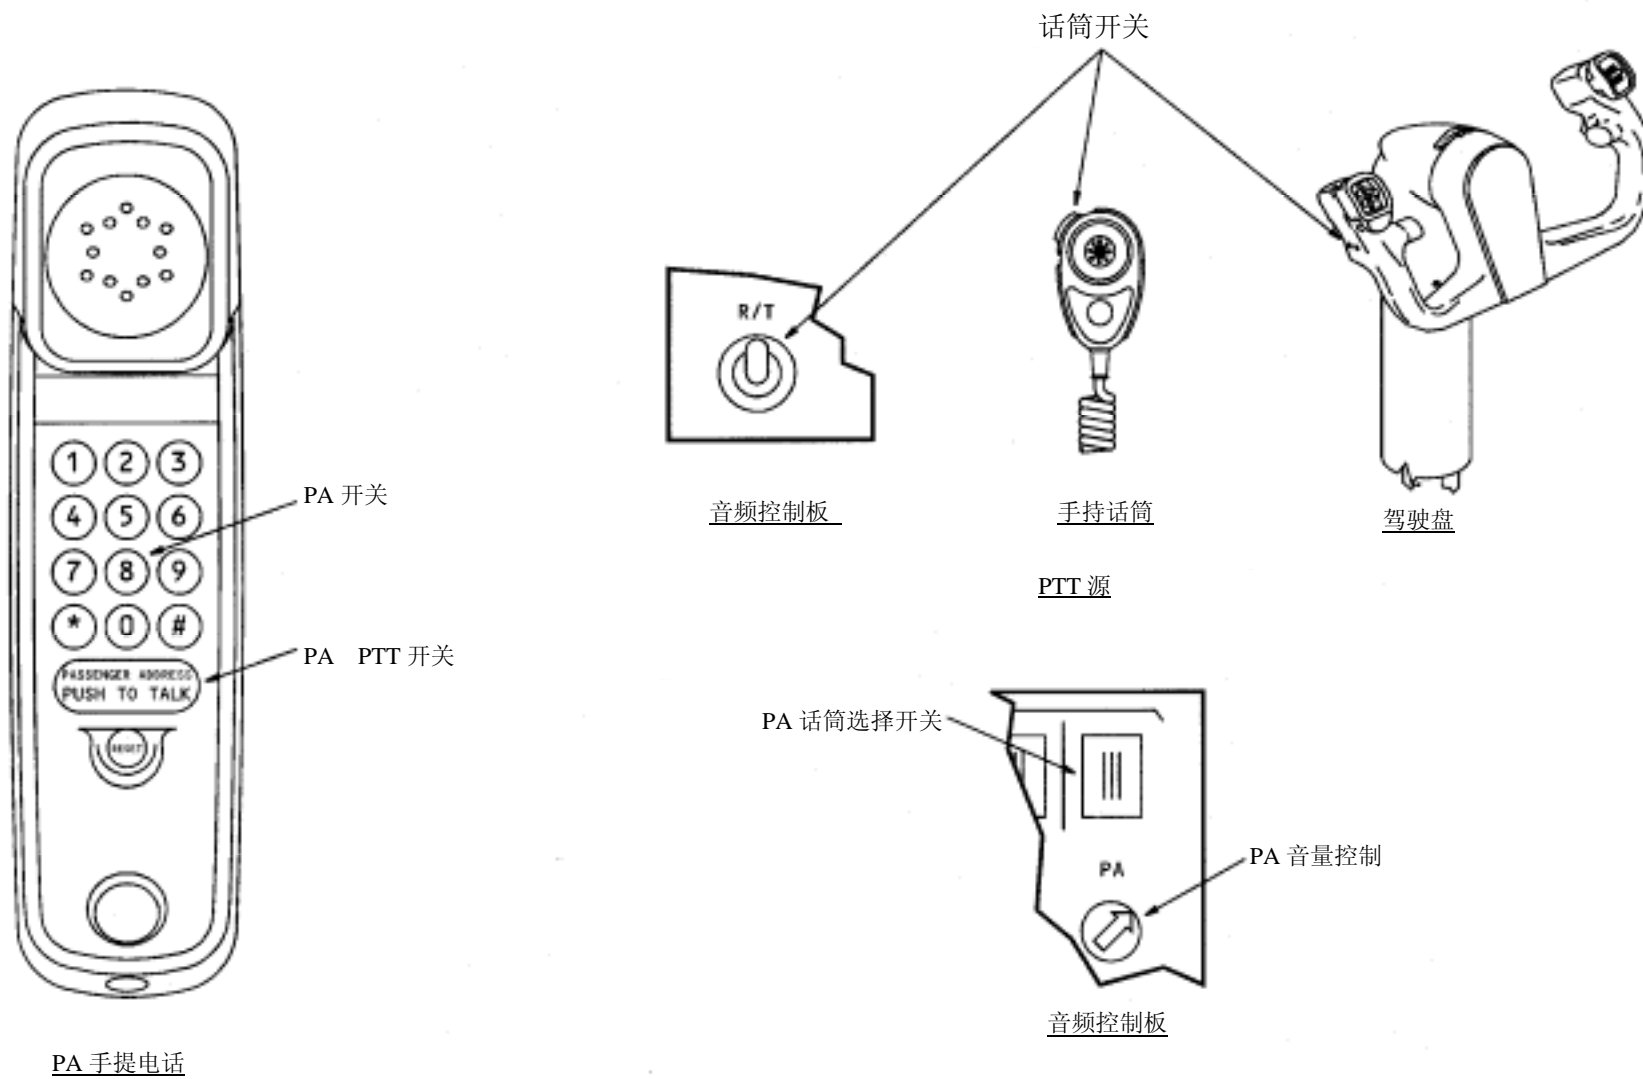 话筒开关
R/T
1 2 3
4 5 6
7 8 9
* 0 #
PASSENGER ADDRESS
PUSH TO TALK
RESET
PA 开关
PA PTT 开关
PA 手提电话
音频控制板
手持话筒
驾驶盘
PTT 源
PA 话筒选择开关
PA
PA 音量控制
音频控制板